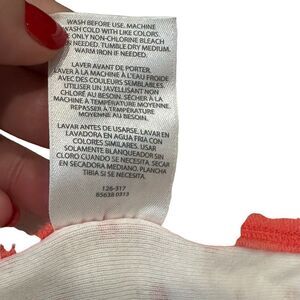 WASH BEFORE USE. MACHINE
WASH COLD WITH LIKE COLORS.
E ONLY NON-CHLORINE BLEACH
NEEDED. TUMBLE DRY MEDIUM.
WARM IRON IF NEEDED.
LAVER AVANT DE PORTER.
LAVER À LA MACHINE À L'EAU FROIDE
AVEC DES COULEURS SEMBLABLES.
UTILISER UN JAVELLISANT NON
CHLORÉ AU BESOIN. SÉCHER À LA
MACHINE À TEMPÉRATURE MOYENNE.
REPASSER À TEMPÉRATURE
MOYENNE AU BESOIN.
LAVAR ANTES DE USARSE. LAVAR EN
LAVADORA EN AGUA FRIA CON
COLORES SIMILARES. USAR
SOLAMENTE BLANQUEADOR SIN
CLORO CUANDO SE NECESITA. SECAR
EN SECADORA MEDIANO. PLANCHA
TIBIA SI SE NECESITA.
126-317
85638 0313